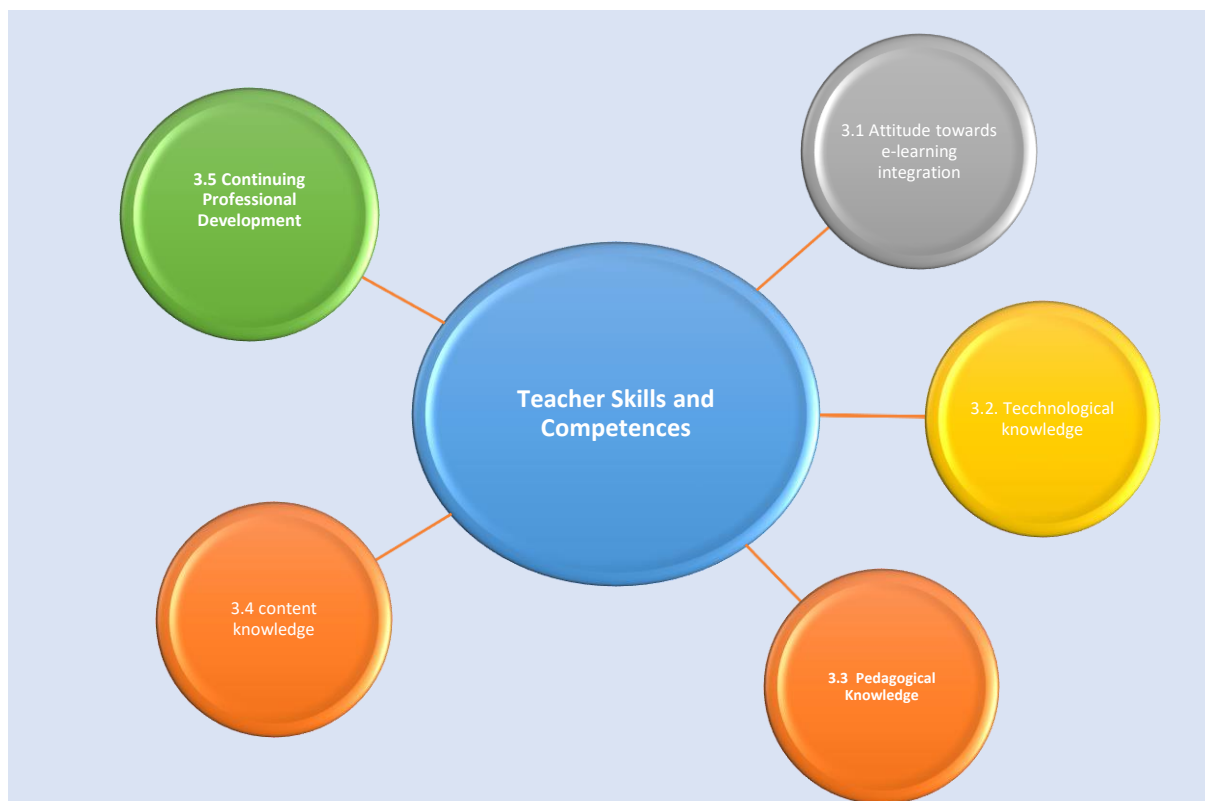 3.1 Attitude towards
e-learning
integration
3.2. Tecchnological
knowledge
3.3 Pedagogical
Knowledge
3.4 content
knowledge
3.5 Continuing
Professional
Development
Teacher Skills and
Competences